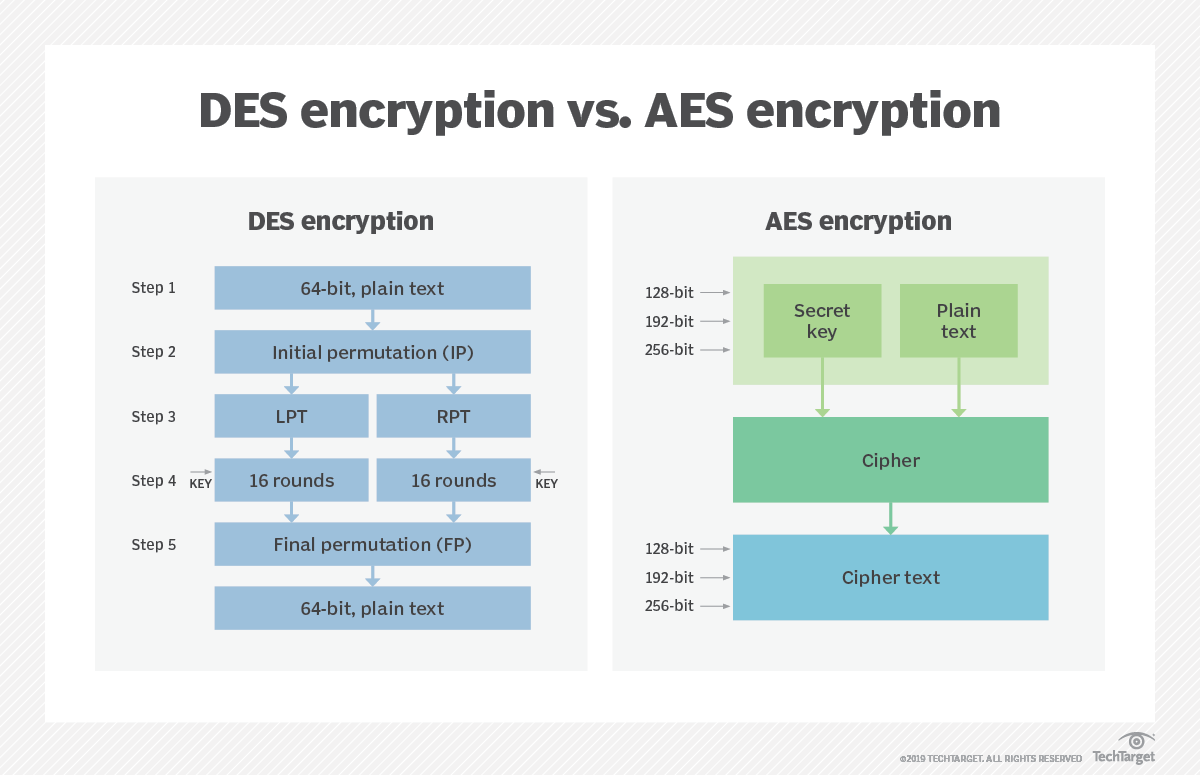 DES encryption vs. AES encryption
DES encryption
Step 1
64-bit, plain text
Step 2
Initial permutation (IP)
Step 3
LPT
RPT
Step 4
KEY
16 rounds
16 rounds
KEY
Step 5
Final permutation (FP)
64-bit, plain text
AES encryption
128-bit
192-bit
256-bit
Secret
key
Plain
text
Cipher
128-bit
192-bit
256-bit
Cipher text
©2019 TECHTARGET. ALL RIGHTS RESERVED
TechTarget